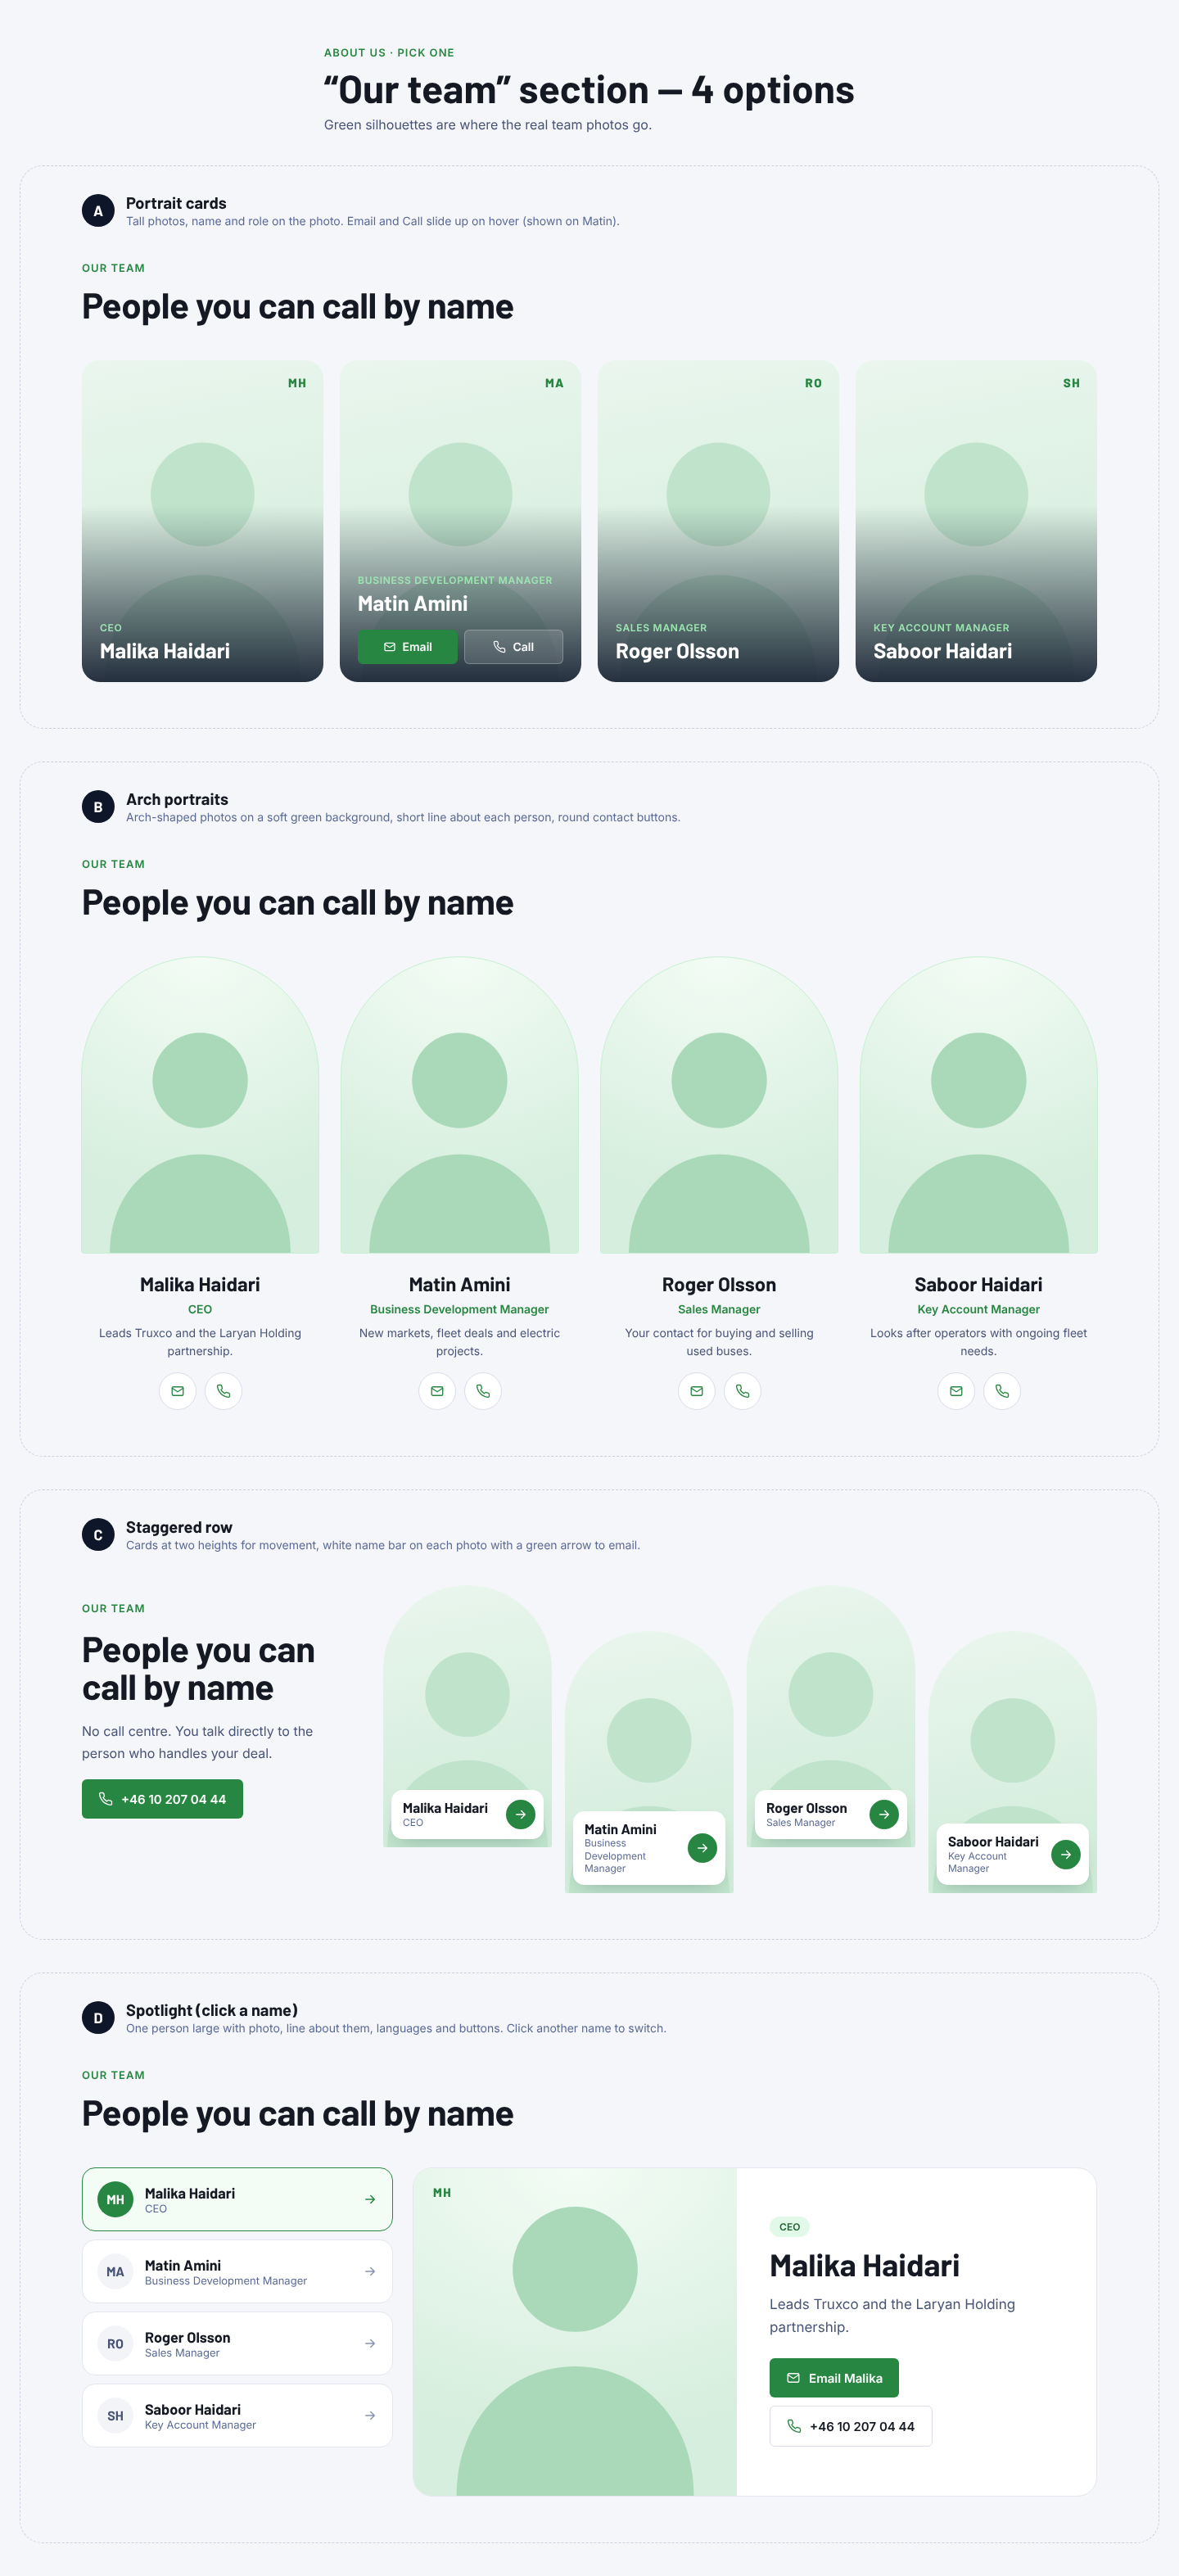 ABOUT US · PICK ONE
“Our team” section — 4 options
Green silhouettes are where the real team photos go.
A
Portrait cards
Tall photos, name and role on the photo. Email and Call slide up on hover (shown on Matin).
OUR TEAM
People you can call by name
MH
CEO
Malika Haidari
MA
BUSINESS DEVELOPMENT MANAGER
Matin Amini
Email
Call
RO
SALES MANAGER
Roger Olsson
SH
KEY ACCOUNT MANAGER
Saboor Haidari
B
Arch portraits
Arch-shaped photos on a soft green background, short line about each person, round contact buttons.
OUR TEAM
People you can call by name
Malika Haidari
CEO
Leads Truxco and the Laryan Holding
partnership.
Matin Amini
Business Development Manager
New markets, fleet deals and electric
projects.
Roger Olsson
Sales Manager
Your contact for buying and selling
used buses.
Saboor Haidari
Key Account Manager
Looks after operators with ongoing fleet
needs.
C
Staggered row
Cards at two heights for movement, white name bar on each photo with a green arrow to email.
OUR TEAM
People you can
call by name
No call centre. You talk directly to the
person who handles your deal.
+46 10 207 04 44
Malika Haidari
CEO
Matin Amini
Business
Development
Manager
Roger Olsson
Sales Manager
Saboor Haidari
Key Account
Manager
D
Spotlight (click a name)
One person large with photo, line about them, languages and buttons. Click another name to switch.
OUR TEAM
People you can call by name
MH
Malika Haidari
CEO
MA
Matin Amini
Business Development Manager
RO
Roger Olsson
Sales Manager
SH
Saboor Haidari
Key Account Manager
MH
CEO
Malika Haidari
Leads Truxco and the Laryan Holding
partnership.
Email Malika
+46 10 207 04 44